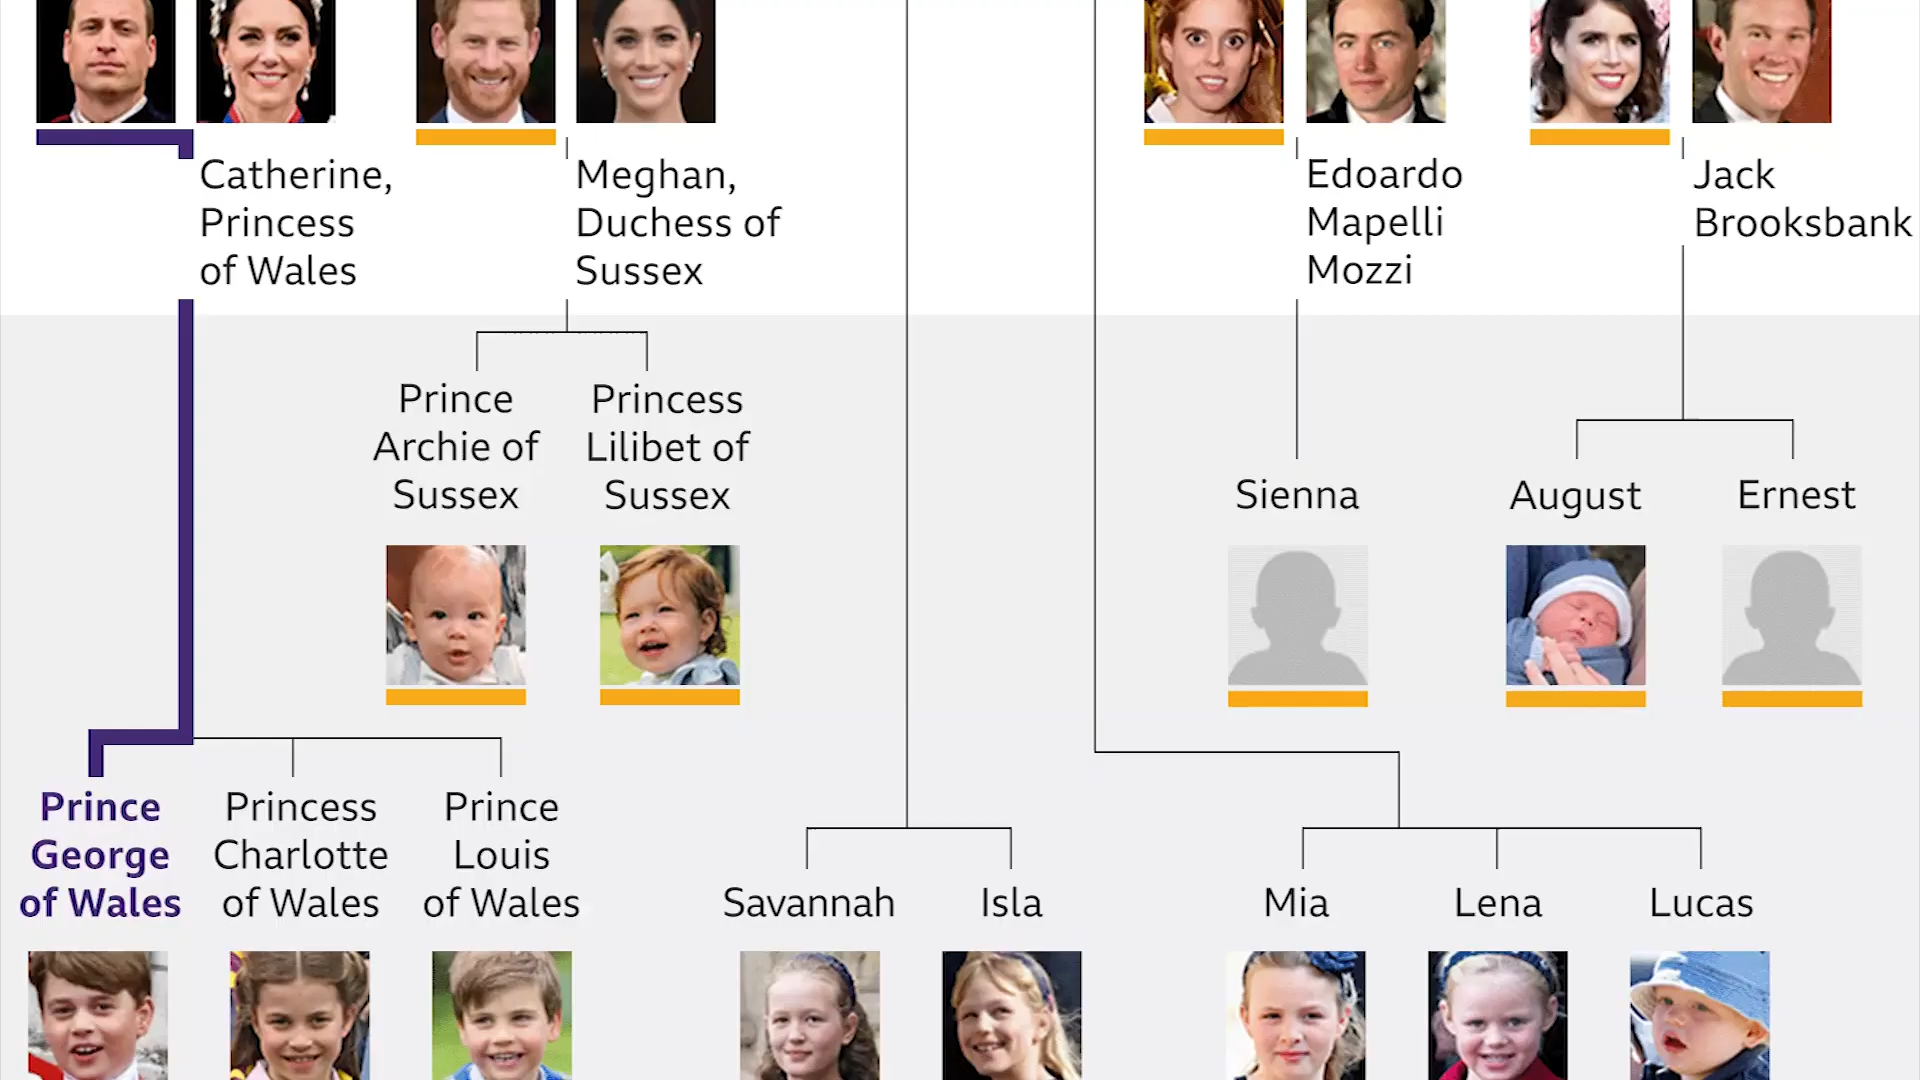 Catherine,
Princess
of Wales
Meghan,
Duchess of
Sussex
Edoardo
Mapelli
Mozzi
Jack
Brooksbank
Prince
Archie of
Sussex
Princess
Lilibet of
Sussex
Sienna
August
Ernest
Prince
George
of Wales
Princess
Charlotte
of Wales
Prince
Louis
of Wales
Savannah
Isla
Mia
Lena
Lucas